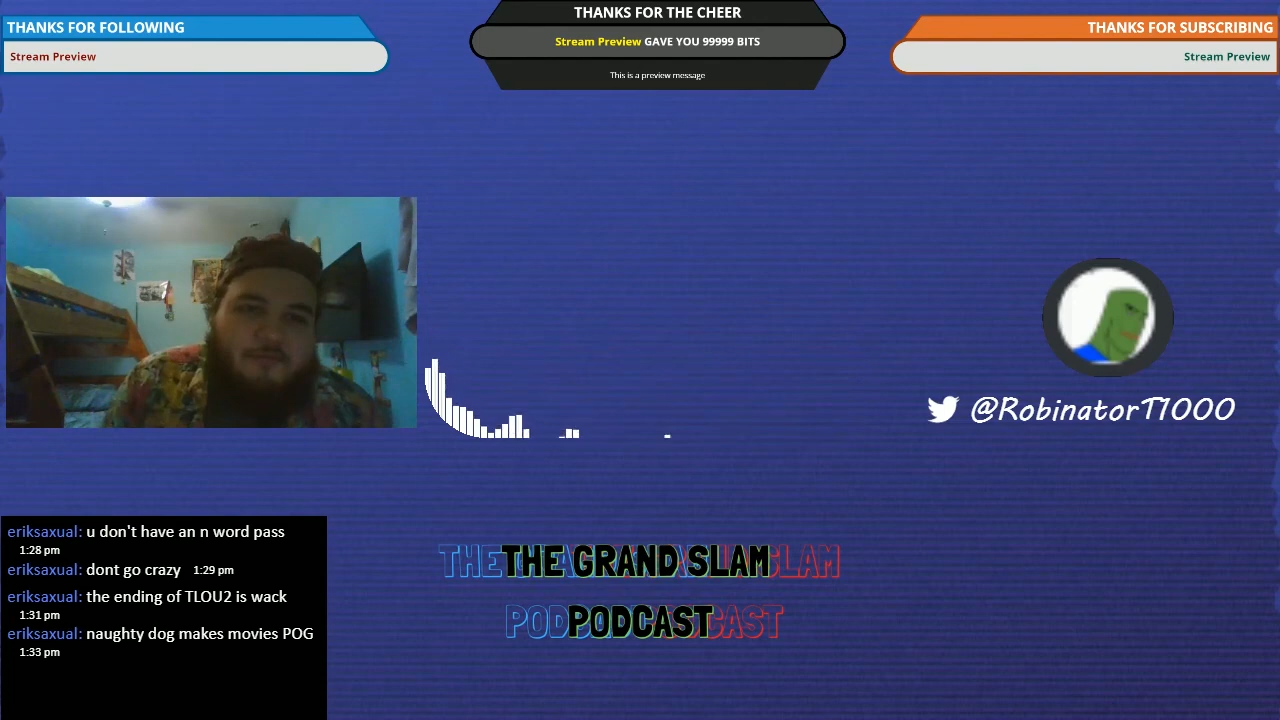 THANKS FOR FOLLOWING
Stream Preview
THANKS FOR THE CHEER
Stream Preview GAVE YOU 99999 BITS
This is a preview message
THANKS FOR SUBSCRIBING
Stream Preview
@RobinatorT1000
eriksaxual: u don't have an n word pass
1:28 pm
eriksaxual: dont go crazy 1:29 pm
eriksaxual: the ending of TLOU2 is wack
1:31 pm
eriksaxual: naughty dog makes movies POG
1:33 pm
THE GRAND SLAM
PODCAST